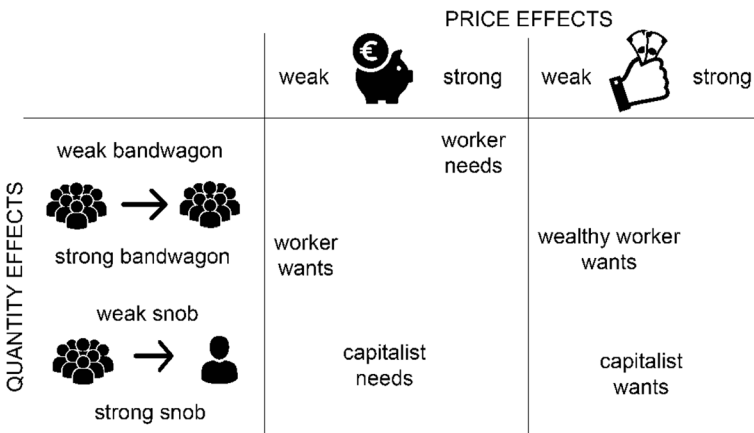 PRICE EFFECTS
weak € strong weak strong
QUANTITY EFFECTS
weak bandwagon
strong bandwagon
weak snob
strong snob
worker
needs
worker
wants
wealthy worker
wants
capitalist
needs
capitalist
wants